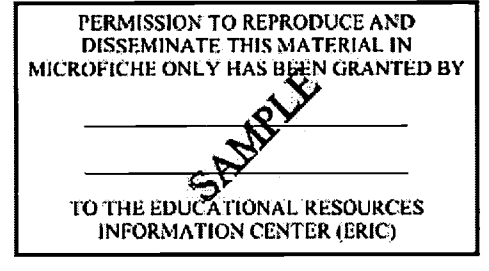 PERMISSION TO REPRODUCE AND
DISSEMINATE THIS MATERIAL IN
MICROFICHE ONLY HAS BEEN GRANTED BY
SAMPLE
TO THE EDUCATIONAL RESOURCES
INFORMATION CENTER (ERIC)